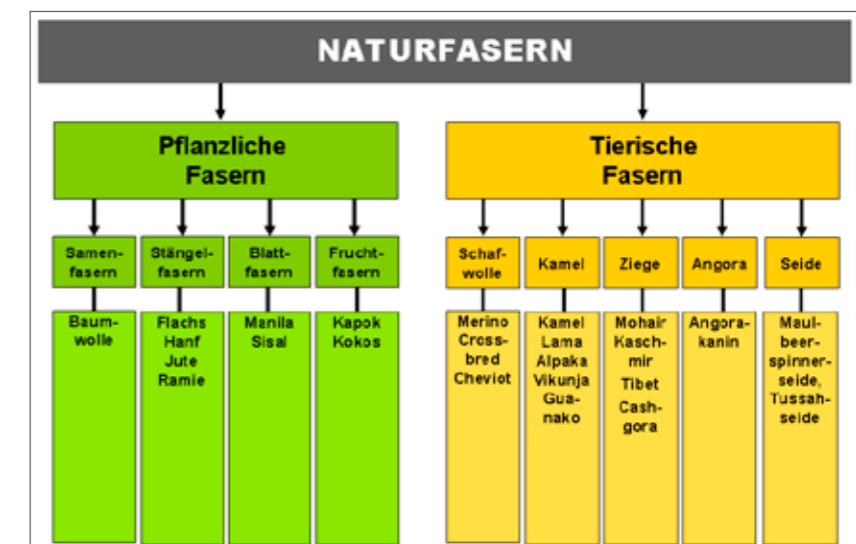 NATURFASERN
Pflanzliche
Fasern
Tierische
Fasern
Samen-
fasern
Stängel-
fasern
Blatt-
fasern
Frucht-
fasern
Schaf-
wolle
Kamel
Ziege
Angora
Seide
Baum-
wolle
Flachs
Hanf
Jute
Ramie
Manila
Sisal
Kapok
Kokos
Merino
Cross-
bred
Cheviot
Kamel
Lama
Alpaka
Vikunja
Gua-
nako
Mohair
Kasch-
mir
Tibet
Cash-
gora
Angora-
kanin
Maul-
beer-
spinner-
seide,
Tussah-
seide